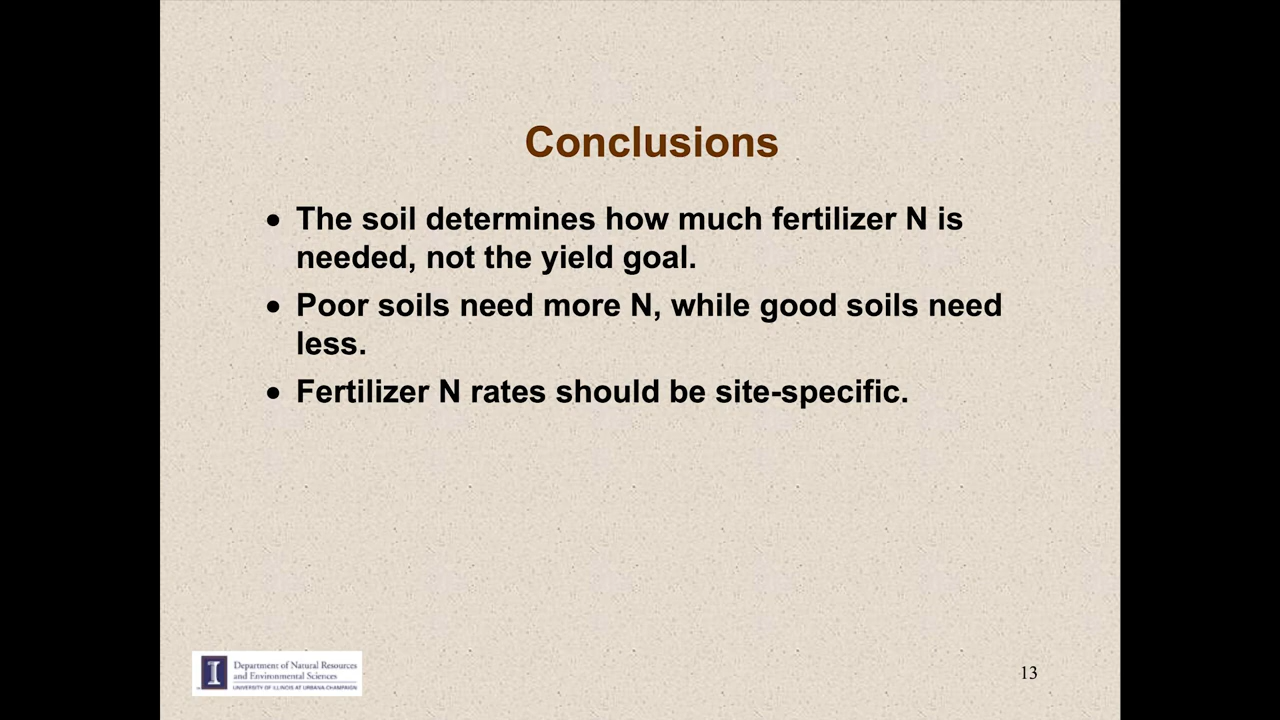 Conclusions
• The soil determines how much fertilizer N is
needed, not the yield goal.
• Poor soils need more N, while good soils need
less.
• Fertilizer N rates should be site-specific.
I
Department of Natural Resources
and Environmental Sciences
UNIVERSITY OF ILLINOIS AT URBANA-CHAMPAIGN
13